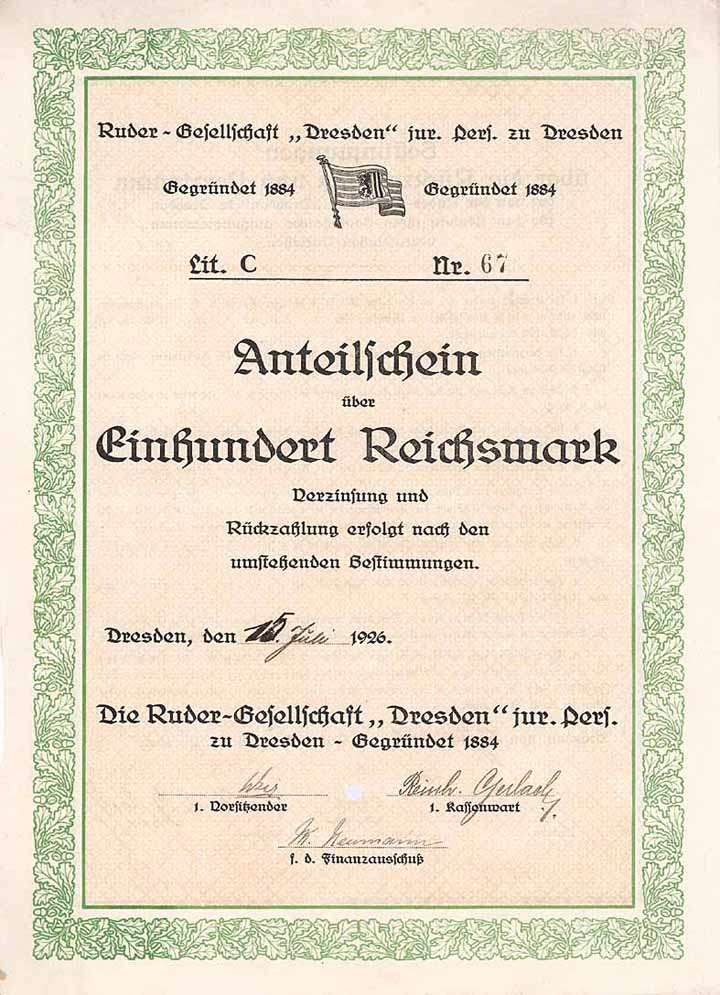 Ruder-Gesellschaft „Dresden“ jur. Pers. zu Dresden
Gegründet 1884 Gegründet 1884
Lit. C Nr. 67
Anteilschein
über
Einhundert Reichsmark
Verzinsung und
Rückzahlung erfolgt nach den
umstehenden Bestimmungen.
Dresden, den 15. Juli 1926.
Die Ruder-Gesellschaft „Dresden“ jur. Pers.
zu Dresden - Gegründet 1884
Reinh. Gerlach
1. Vorsitzender 1. Kassenwart
W. Neumann
f. d. Finanzausschuß